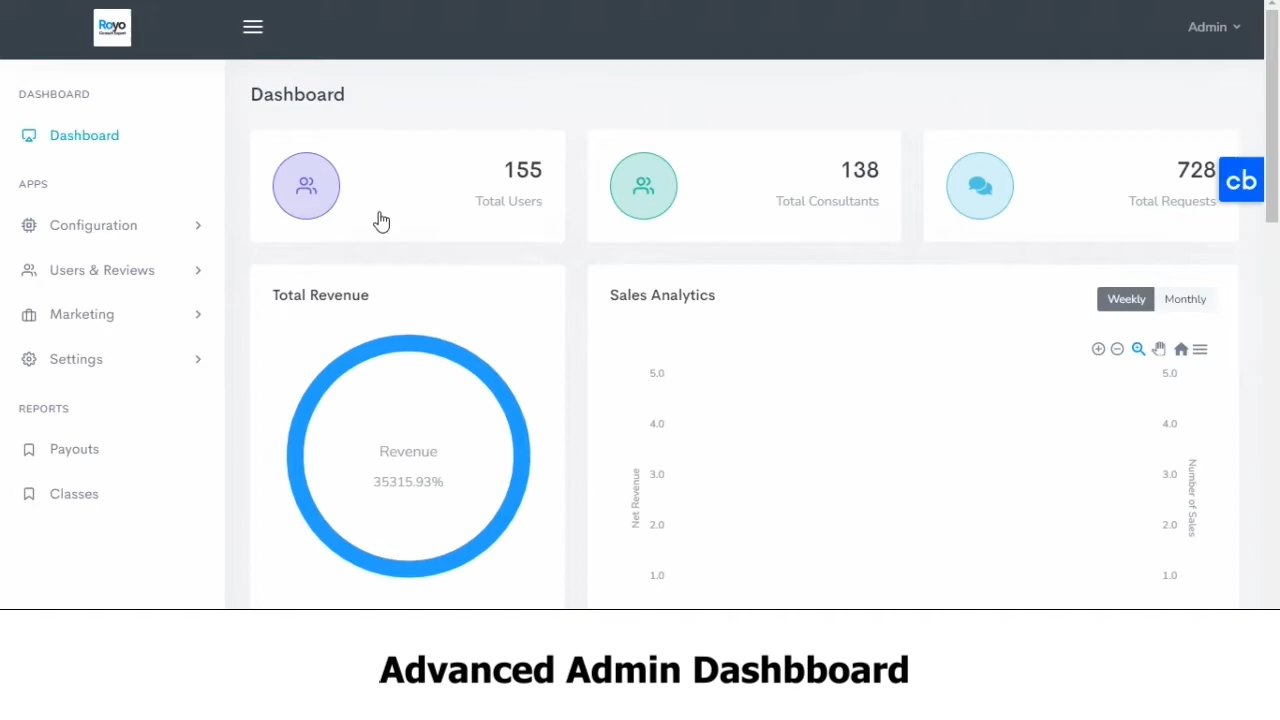 Royo
Admin
DASHBOARD
Dashboard
APPS
Configuration
Users & Reviews
Marketing
Settings
REPORTS
Payouts
Classes
Dashboard
155
Total Users
138
Total Consultants
728
Total Requests
cb
Total Revenue
Revenue
35315.93%
Sales Analytics
Weekly
Monthly
5.0
4.0
3.0
2.0
1.0
Net Revenue
5.0
4.0
3.0
2.0
1.0
Number of Sales
Advanced Admin Dashbboard